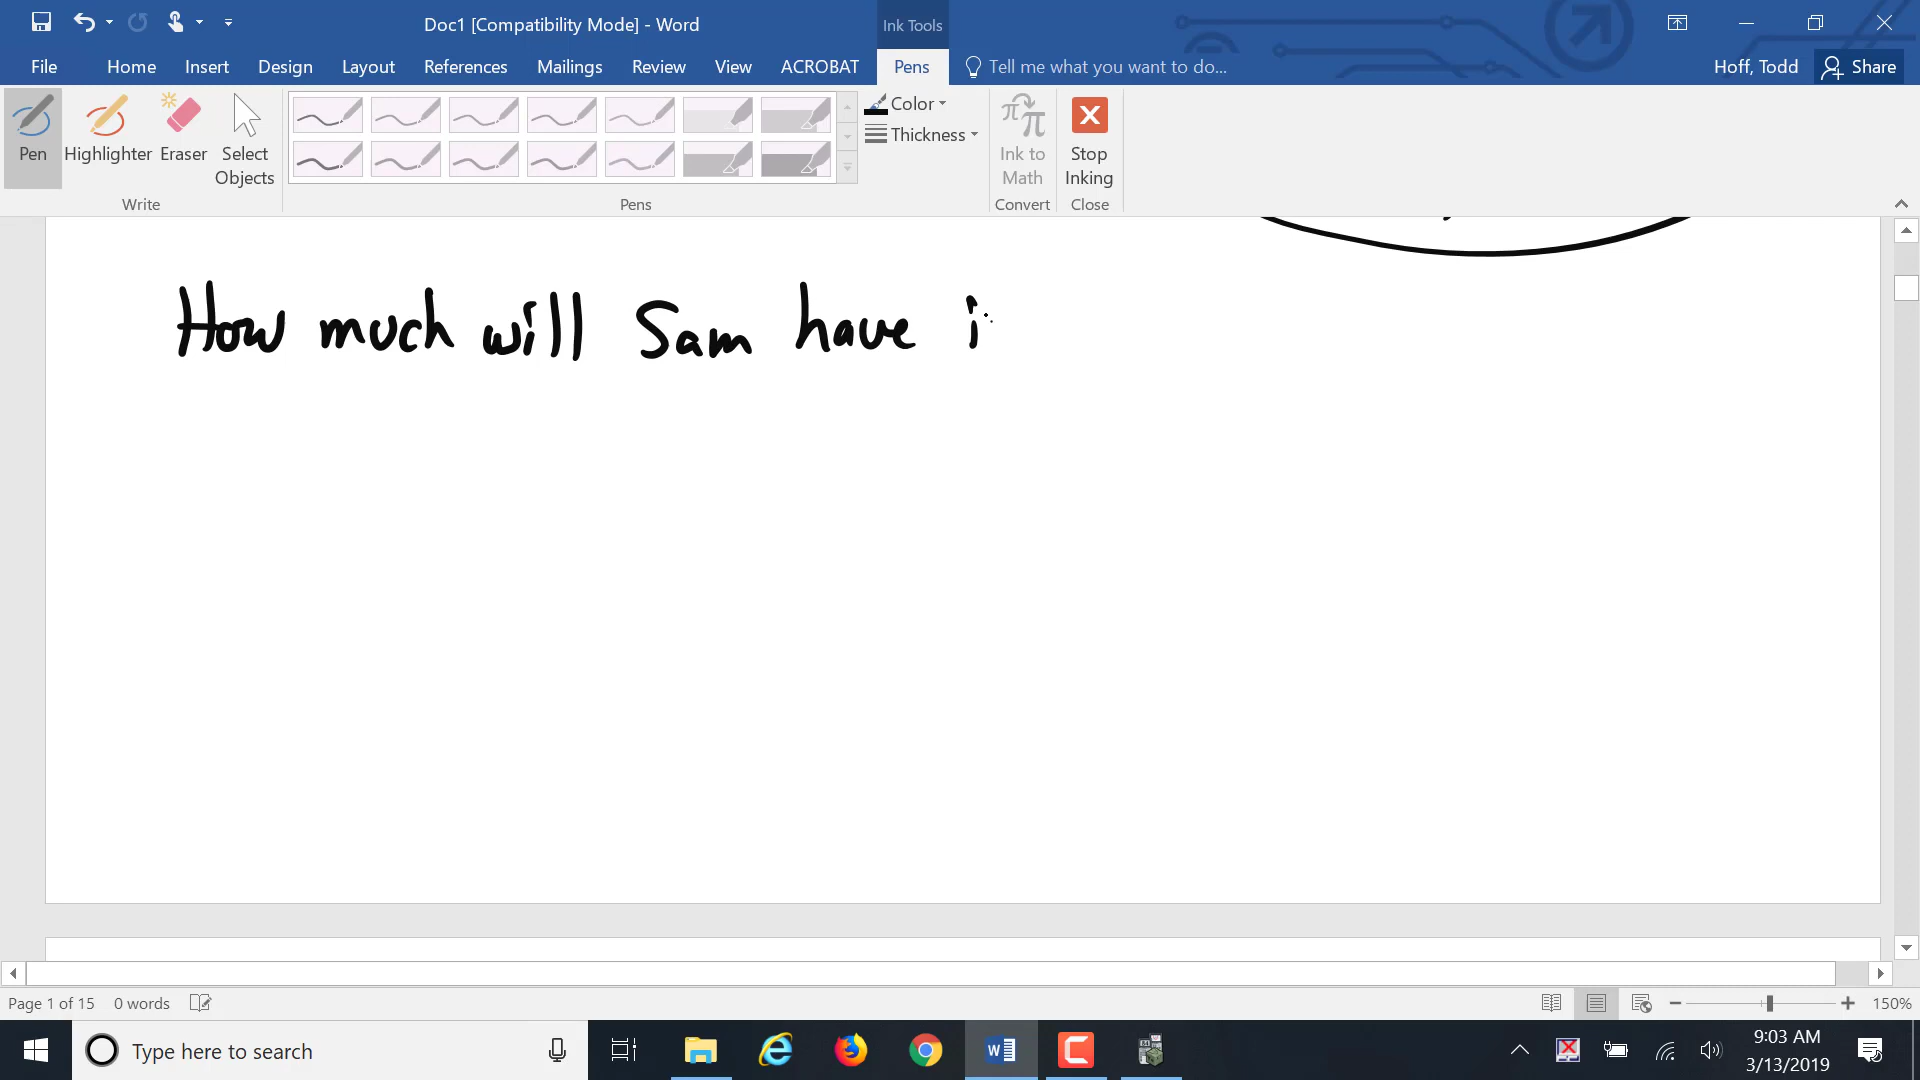 Doc1 [Compatibility Mode] - Word
Ink Tools
File Home Insert Design Layout References Mailings Review View ACROBAT Pens Tell me what you want to do... Hoff, Todd Share
Pen Highlighter Eraser Select Objects
Color
Thickness
Ink to Math
Stop Inking
Write Pens Convert Close
How much will Sam have i
Page 1 of 15 0 words 150%
Type here to search
9:03 AM
3/13/2019